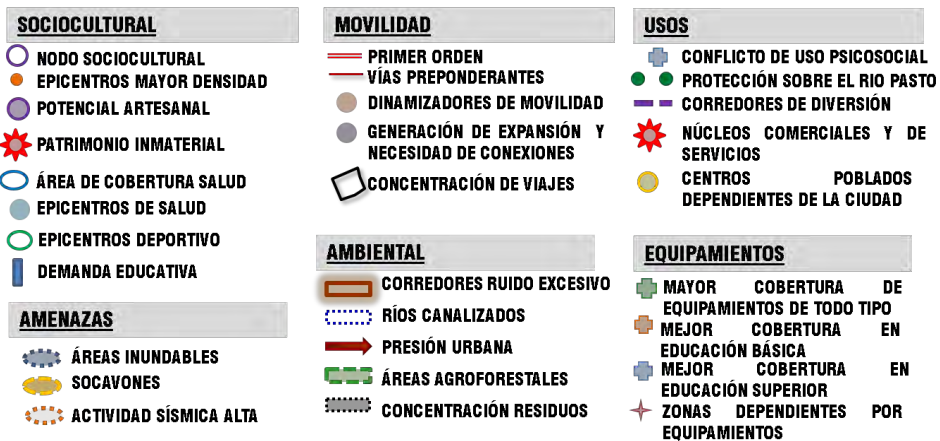 SOCIOCULTURAL
NODO SOCIOCULTURAL
EPICENTROS MAYOR DENSIDAD
POTENCIAL ARTESANAL
PATRIMONIO INMATERIAL
ÁREA DE COBERTURA SALUD
EPICENTROS DE SALUD
EPICENTROS DEPORTIVO
DEMANDA EDUCATIVA
AMENAZAS
ÁREAS INUNDABLES
SOCAVONES
ACTIVIDAD SÍSMICA ALTA
MOVILIDAD
PRIMER ORDEN
VÍAS PREPONDERANTES
DINAMIZADORES DE MOVILIDAD
GENERACIÓN DE EXPANSIÓN Y
NECESIDAD DE CONEXIONES
CONCENTRACIÓN DE VIAJES
AMBIENTAL
CORREDORES RUIDO EXCESIVO
RÍOS CANALIZADOS
PRESIÓN URBANA
ÁREAS AGROFORESTALES
CONCENTRACIÓN RESIDUOS
USOS
CONFLICTO DE USO PSICOSOCIAL
PROTECCIÓN SOBRE EL RIO PASTO
CORREDORES DE DIVERSIÓN
NÚCLEOS COMERCIALES Y DE
SERVICIOS
CENTROS POBLADOS
DEPENDIENTES DE LA CIUDAD
EQUIPAMIENTOS
MAYOR COBERTURA DE
EQUIPAMIENTOS DE TODO TIPO
MEJOR COBERTURA EN
EDUCACIÓN BÁSICA
MEJOR COBERTURA EN
EDUCACIÓN SUPERIOR
ZONAS DEPENDIENTES POR
EQUIPAMIENTOS